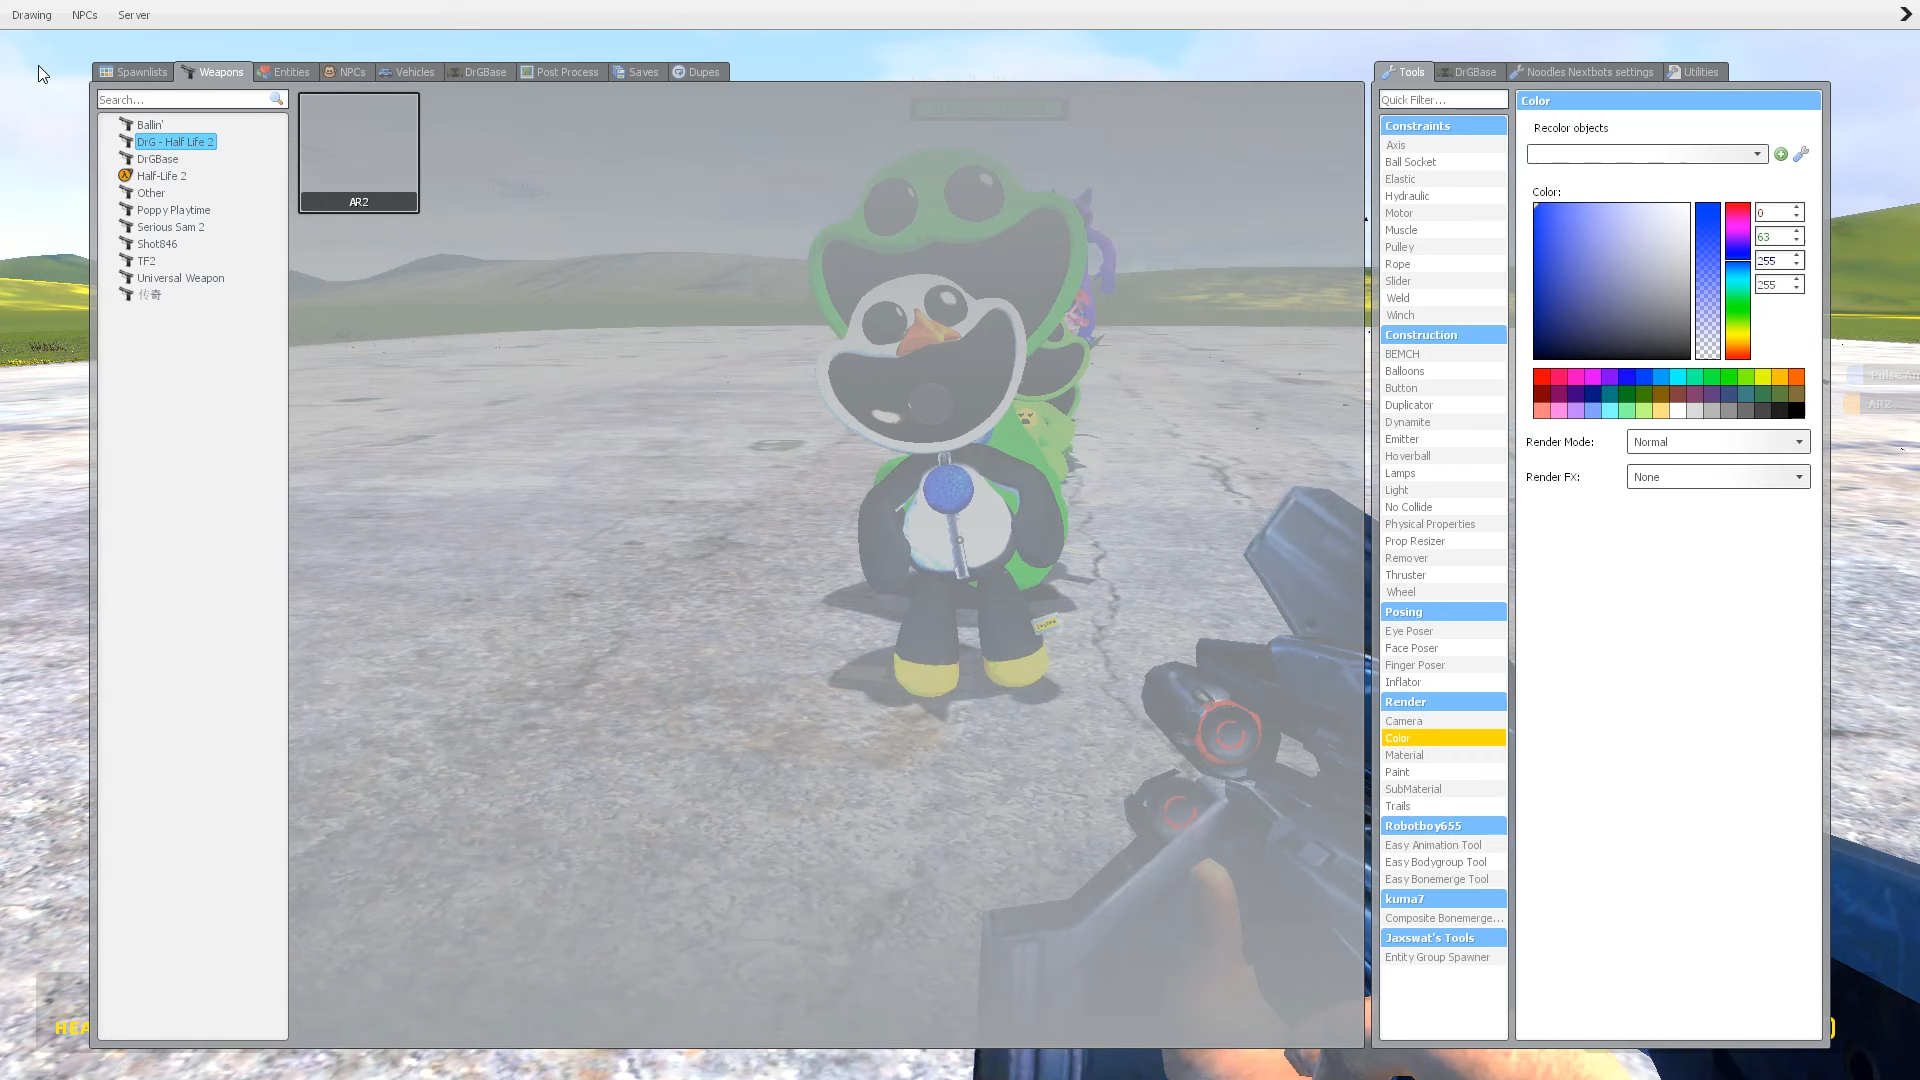 Drawing NPCs Server
Spawnlists Weapons Entities NPCs Vehicles DrGBase Post Process Saves Dupes
Search...
Ballin'
DrG - Half Life 2
DrGBase
Half-Life 2
Other
Poppy Playtime
Serious Sam 2
Shot846
TF2
Universal Weapon
传奇
AR2
HEA
Tools DrGBase Noodles Nextbots settings Utilities
Quick Filter...
Constraints
Axis
Ball Socket
Elastic
Hydraulic
Motor
Muscle
Pulley
Rope
Slider
Weld
Winch
Construction
BEMCH
Balloons
Button
Duplicator
Dynamite
Emitter
Hoverball
Lamps
Light
No Collide
Physical Properties
Prop Resizer
Remover
Thruster
Wheel
Posing
Eye Poser
Face Poser
Finger Poser
Inflator
Render
Camera
Color
Material
Paint
SubMaterial
Trails
Robotboy655
Easy Animation Tool
Easy Bodygroup Tool
Easy Bonemerge Tool
kuma7
Composite Bonemerge...
Jaxswat's Tools
Entity Group Spawner
Color
Recolor objects
Color:
0
63
255
255
Render Mode: Normal
Render FX: None
Pulse Am
AR2